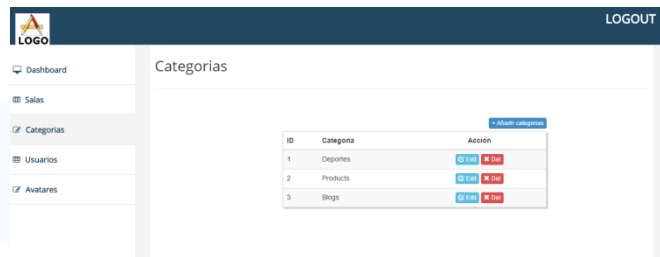 LOGO
LOGOUT
Dashboard
Salas
Categorias
Usuarios
Avatares
Categorias
+ Añadir categorias
ID Categoria Acción
1 Deportes Edit Del
2 Products Edit Del
3 Blogs Edit Del